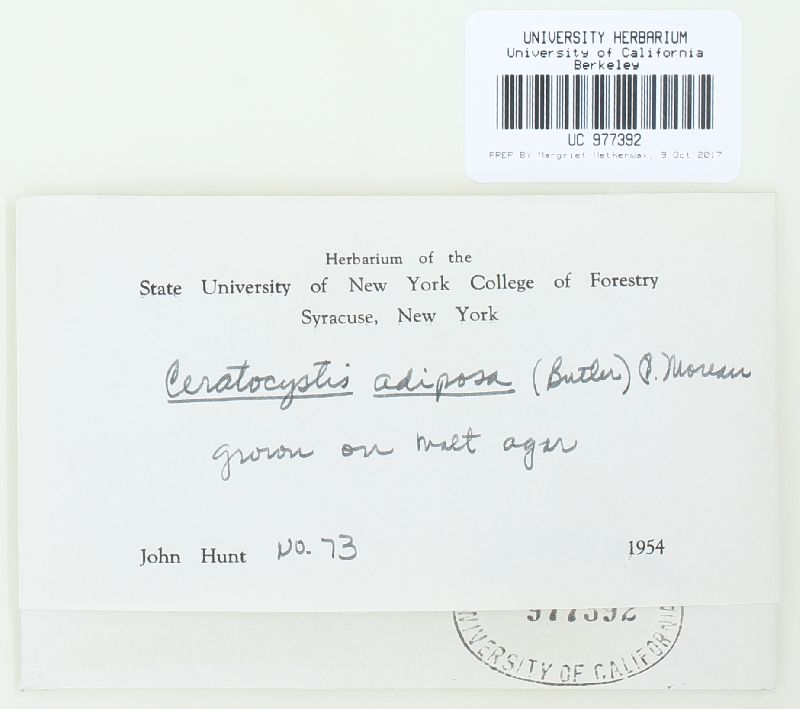 UNIVERSITY HERBARIUM
University of California
Berkeley
UC 977392
PREP BY Margriet Wetherwax, 9 Oct 2017
Herbarium of the
State University of New York College of Forestry
Syracuse, New York
Ceratocystis adiposa (Butler) C. Moreau
grown on malt agar
John Hunt No. 73 1954
977392
UNIVERSITY OF CALIFORNIA